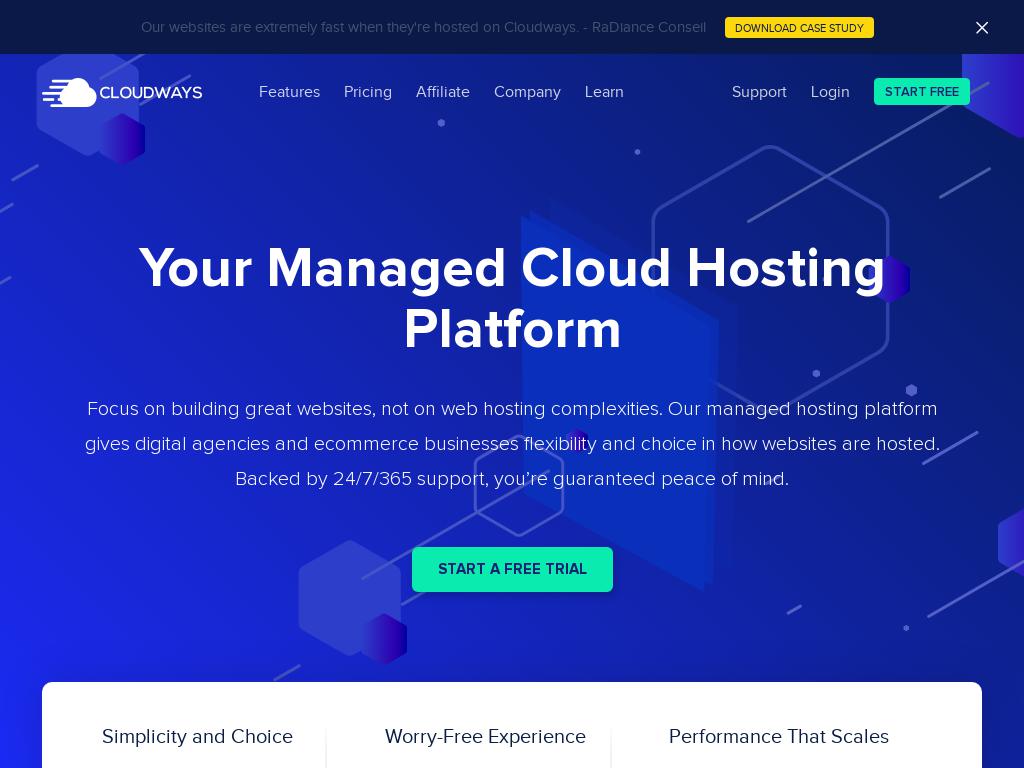 Our websites are extremely fast when they're hosted on Cloudways. - RaDiance Conseil
DOWNLOAD CASE STUDY
CLOUDWAYS
Features
Pricing
Affiliate
Company
Learn
Support
Login
START FREE
Your Managed Cloud Hosting
Platform
Focus on building great websites, not on web hosting complexities. Our managed hosting platform
gives digital agencies and ecommerce businesses flexibility and choice in how websites are hosted.
Backed by 24/7/365 support, you’re guaranteed peace of mind.
START A FREE TRIAL
Simplicity and Choice
Worry-Free Experience
Performance That Scales